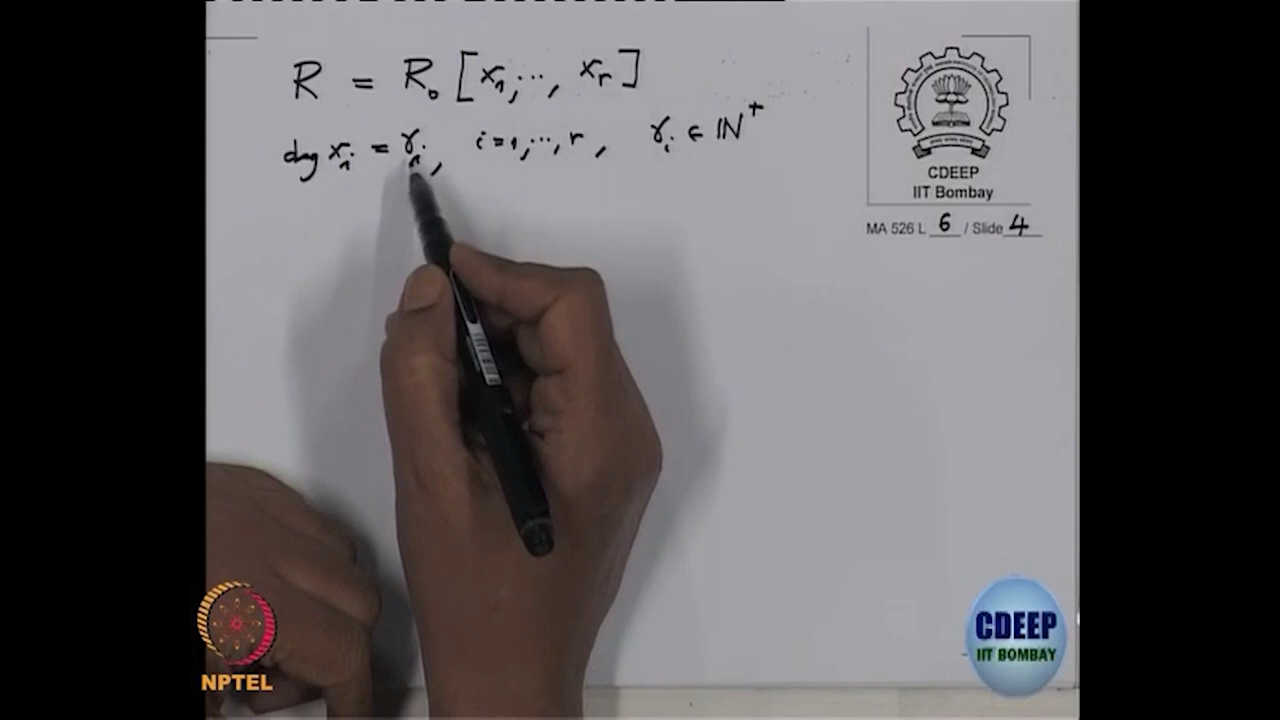 R = R₀ [x₁, ..., xᵣ]
deg xᵢ = γᵢ, i=1, ..., r, γᵢ ∈ ℕ⁺
CDEEP
IIT Bombay
MA 526 L 6 / Slide 4
NPTEL
CDEEP
IIT BOMBAY